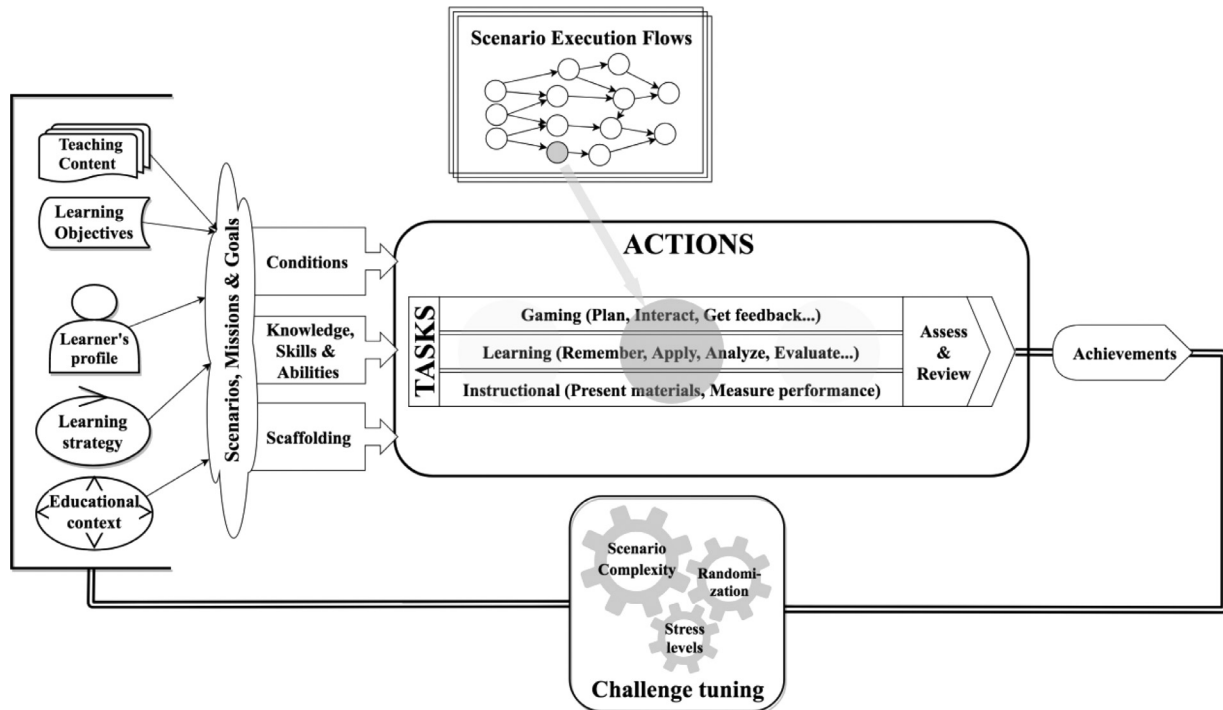 Scenario Execution Flows
Teaching
Content
Learning
Objectives
Learner's
profile
Learning
strategy
Educational
context
Scenarios, Missions & Goals
Conditions
Knowledge,
Skills &
Abilities
Scaffolding
ACTIONS
TASKS
Gaming (Plan, Interact, Get feedback...)
Learning (Remember, Apply, Analyze, Evaluate...)
Instructional (Present materials, Measure performance)
Assess
&
Review
Achievements
Scenario
Complexity
Randomi-
zation
Stress
levels
Challenge tuning